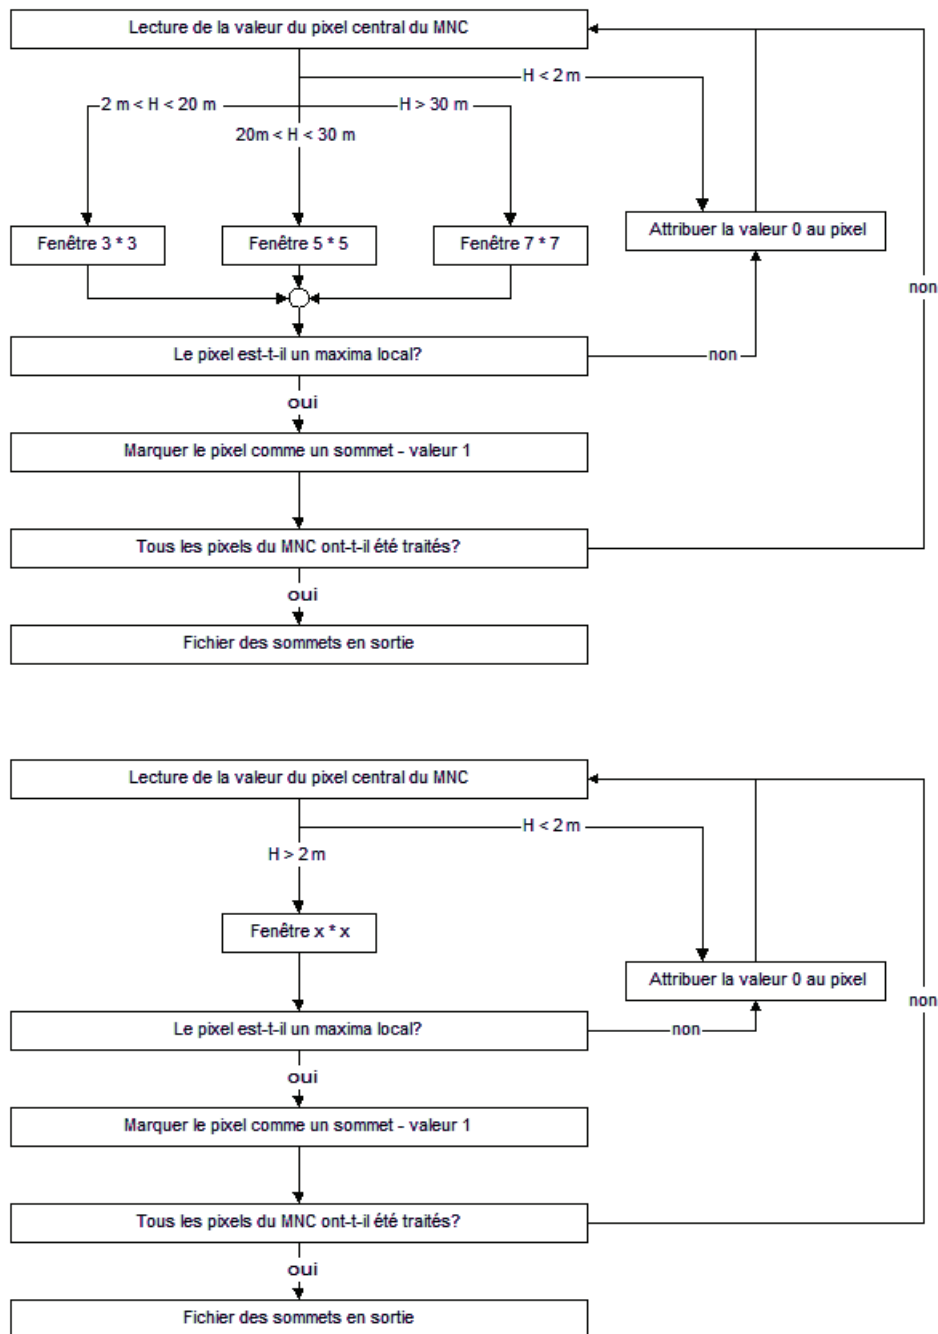 Lecture de la valeur du pixel central du MNC
H < 2 m
2 m < H < 20 m
H > 30 m
20m < H < 30 m
Fenêtre 3 * 3
Fenêtre 5 * 5
Fenêtre 7 * 7
Attribuer la valeur 0 au pixel
non
Le pixel est-t-il un maxima local?
non
oui
Marquer le pixel comme un sommet - valeur 1
Tous les pixels du MNC ont-t-il été traités?
oui
Fichier des sommets en sortie
Lecture de la valeur du pixel central du MNC
H < 2 m
H > 2 m
Fenêtre x * x
Attribuer la valeur 0 au pixel
non
Le pixel est-t-il un maxima local?
non
oui
Marquer le pixel comme un sommet - valeur 1
Tous les pixels du MNC ont-t-il été traités?
oui
Fichier des sommets en sortie